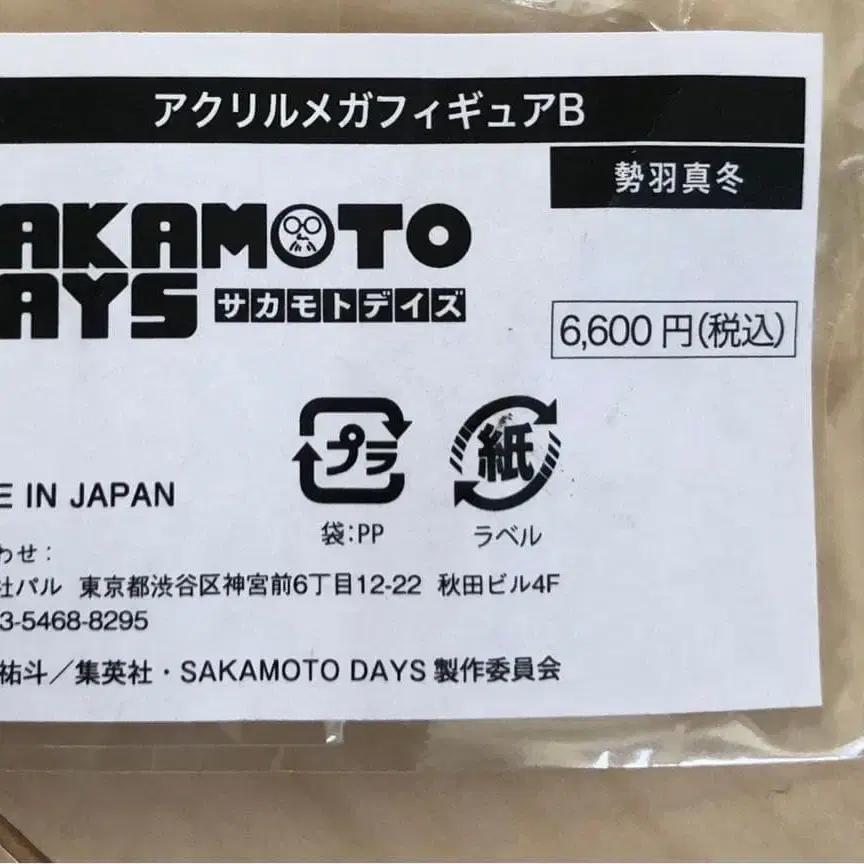 アクリルメガフィギュアB
勢羽真冬
AKAMOTO
AYS サカモトデイズ
6,600 円(税込)
プラ 紙
袋:PP ラベル
E IN JAPAN
わせ:
社パル 東京都渋谷区神宮前6丁目12-22 秋田ビル4F
3-5468-8295
祐斗／集英社・SAKAMOTO DAYS 製作委員会